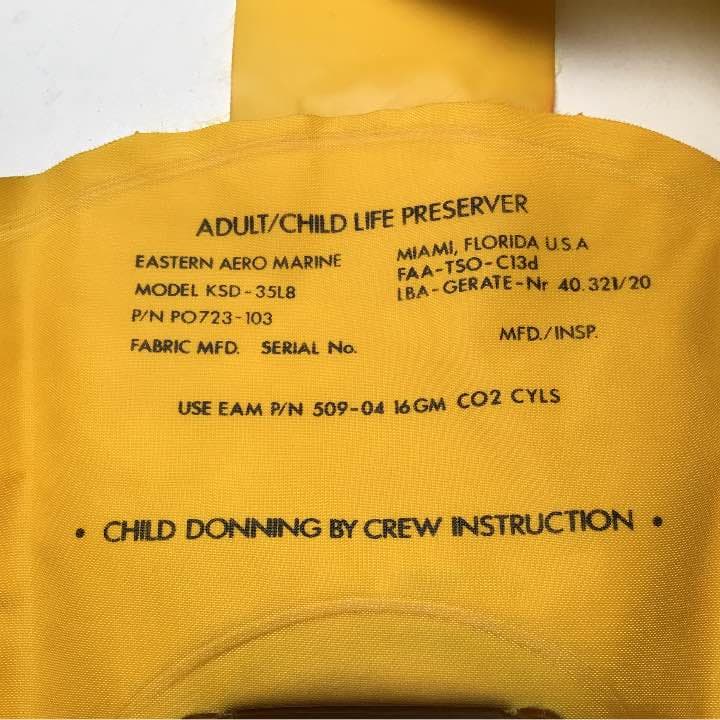 ADULT/CHILD LIFE PRESERVER
EASTERN AERO MARINE
MODEL KSD-35L8
P/N PO723-103
FABRIC MFD. SERIAL No.
MIAMI, FLORIDA U S A
FAA-TSO-C13d
LBA-GERATE-Nr 40.321/20
MFD./INSP.
USE EAM P/N 509-04 16GM CO2 CYLS
• CHILD DONNING BY CREW INSTRUCTION •